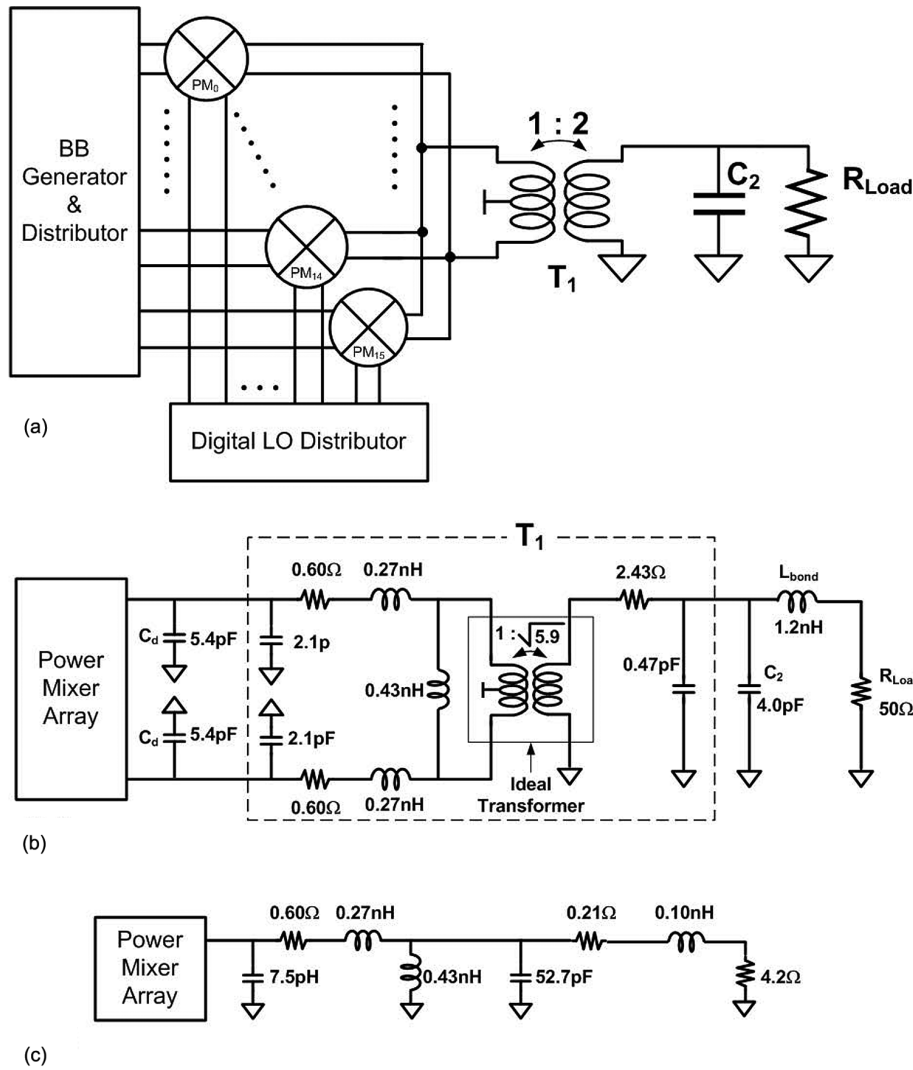 BB
Generator
&
Distributor
PM0
PM14
PM15
1 : 2
T1
C2
RLoad
Digital LO Distributor
(a)
T1
Power
Mixer
Array
Cd
5.4pF
Cd
5.4pF
2.1p
2.1pF
0.60Ω
0.27nH
0.43nH
0.60Ω
0.27nH
1 : √5.9
Ideal
Transformer
2.43Ω
0.47pF
C2
4.0pF
Lbond
1.2nH
RLoa
50Ω
(b)
Power
Mixer
Array
7.5pH
0.60Ω
0.27nH
0.43nH
52.7pF
0.21Ω
0.10nH
4.2Ω
(c)